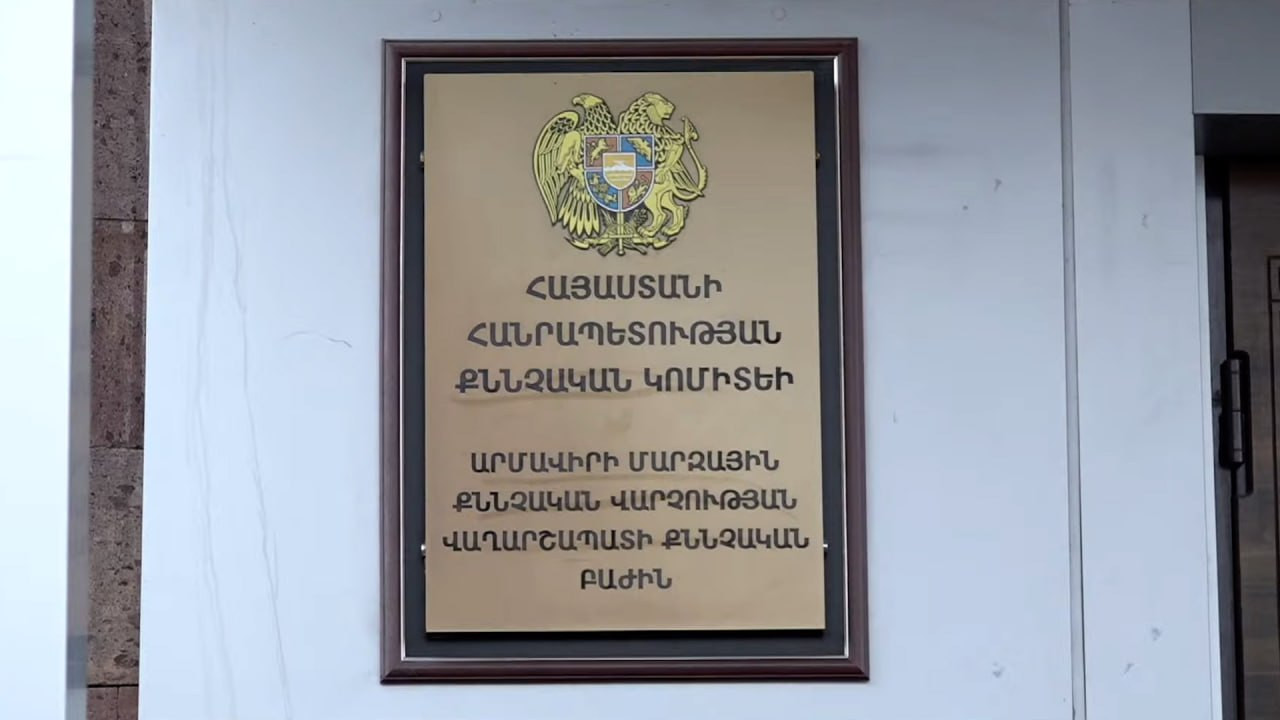 ՀԱՅԱՍՏԱՆԻ
ՀԱՆՐԱՊԵՏՈՒԹՅԱՆ
ՔՆՆՉԱԿԱՆ ԿՈՄԻՏԵԻ
ԱՐՄԱՎԻՐԻ ՄԱՐԶԱՅԻՆ
ՔՆՆՉԱԿԱՆ ՎԱՐՉՈՒԹՅԱՆ
ՎԱՂԱՐՇԱՊԱՏԻ ՔՆՆՉԱԿԱՆ
ԲԱԺԻՆ